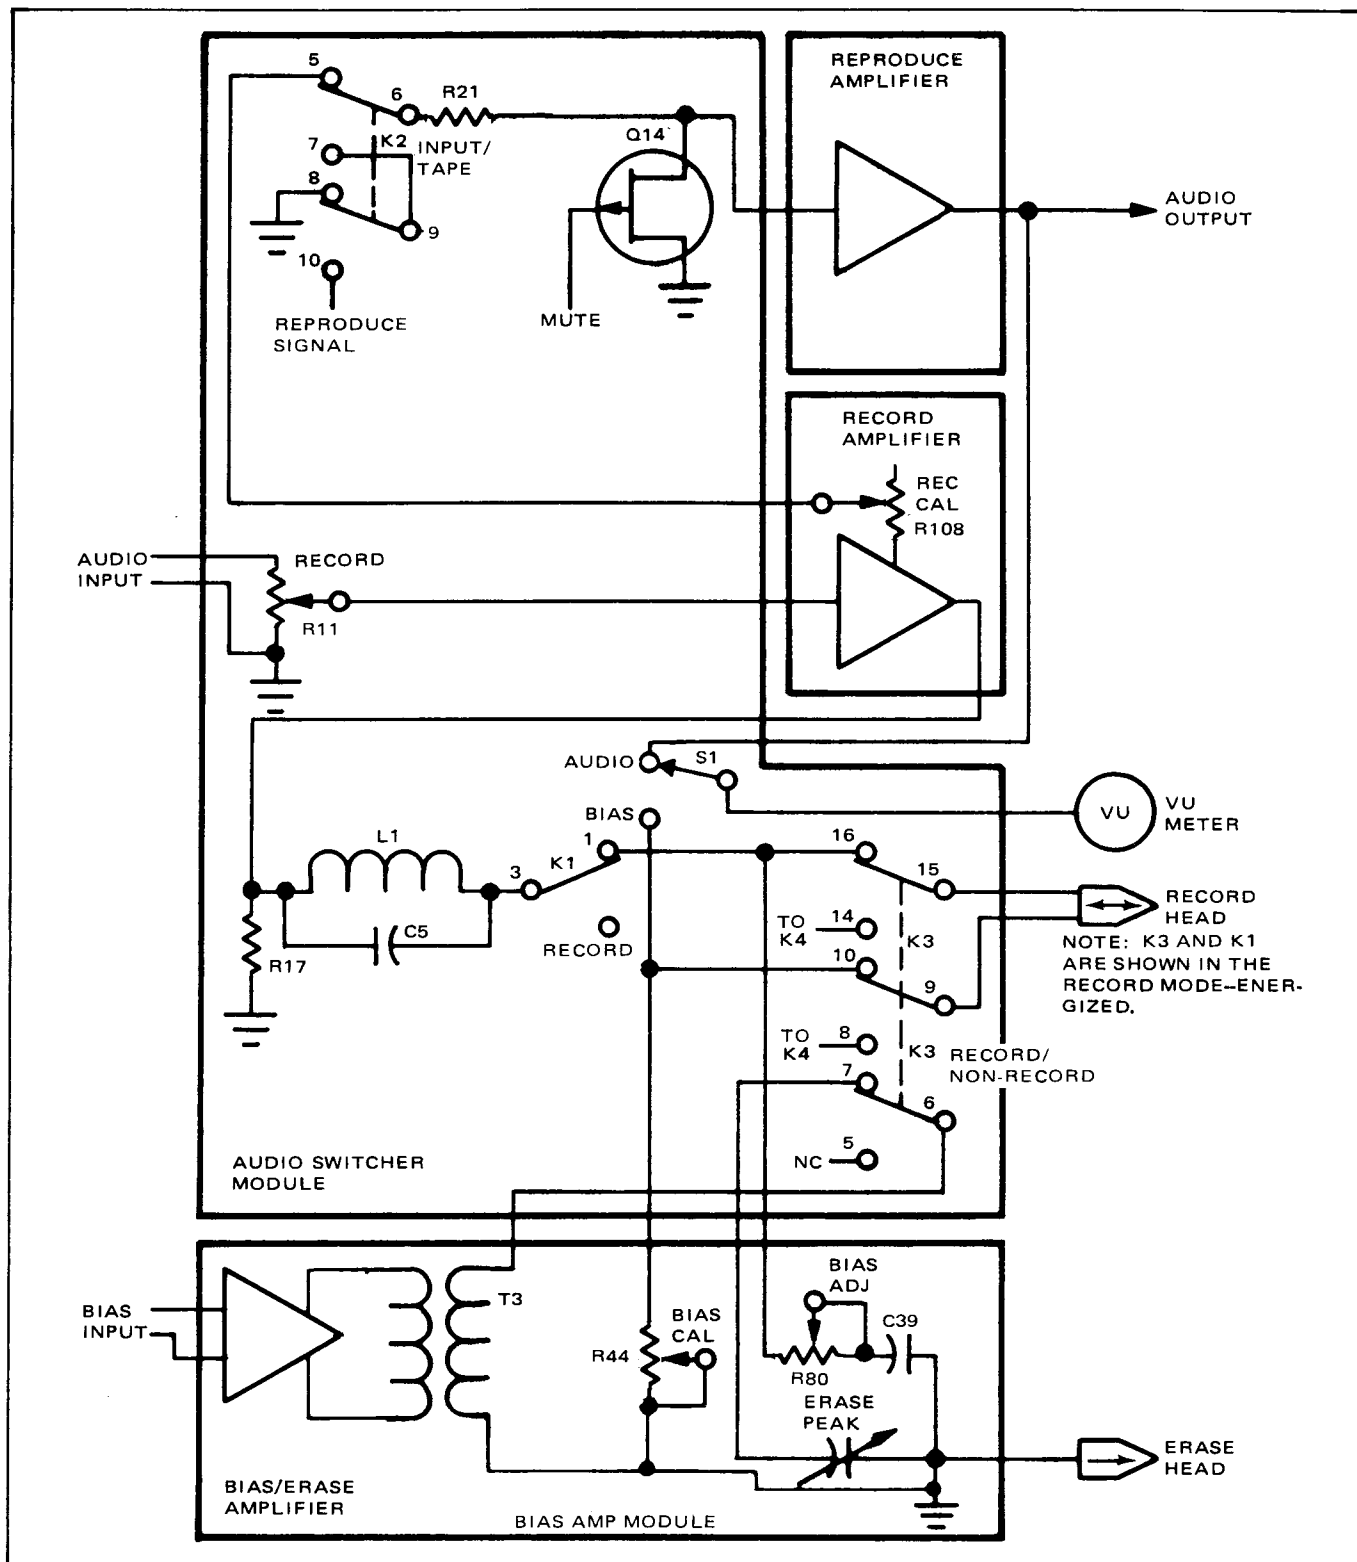 REPRODUCE
AMPLIFIER
5
6
R21
Q14
K2
INPUT/
TAPE
7
8
9
10
REPRODUCE
SIGNAL
MUTE
AUDIO
OUTPUT
RECORD
AMPLIFIER
REC
CAL
R108
AUDIO
INPUT
RECORD
R11
AUDIO
S1
BIAS
VU
VU
METER
L1
1
3
K1
16
15
RECORD
HEAD
C5
RECORD
R17
TO
K4
14
K3
10
9
NOTE: K3 AND K1
ARE SHOWN IN THE
RECORD MODE--ENER-
GIZED.
TO
K4
8
K3
RECORD/
NON-RECORD
7
6
NC
5
AUDIO SWITCHER
MODULE
BIAS
INPUT
T3
BIAS
CAL
R44
BIAS
ADJ
C39
R80
ERASE
PEAK
ERASE
HEAD
BIAS/ERASE
AMPLIFIER
BIAS AMP MODULE